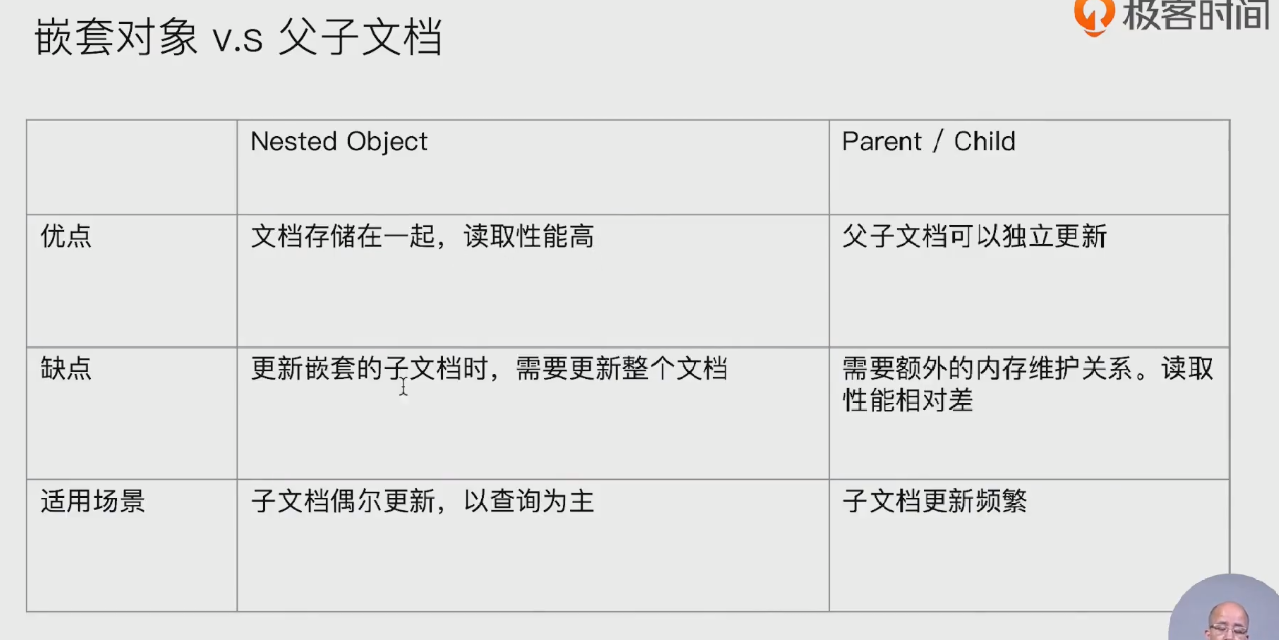 嵌套对象 v.s 父子文档
极客时间
Nested Object
Parent / Child
优点
文档存储在一起，读取性能高
父子文档可以独立更新
缺点
更新嵌套的子文档时，需要更新整个文档
需要额外的内存维护关系。读取
性能相对差
适用场景
子文档偶尔更新，以查询为主
子文档更新频繁